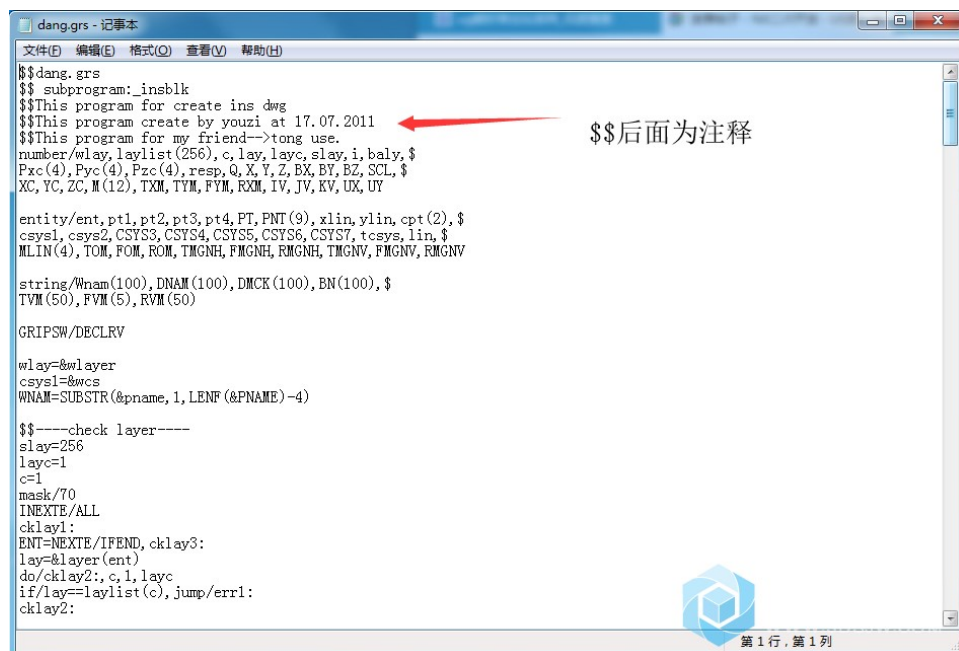 dang.grs - 记事本
文件(F) 编辑(E) 格式(O) 查看(V) 帮助(H)
$$dang.grs
$$ subprogram:_insblk
$$This program for create ins dwg
$$This program create by youzi at 17.07.2011
$$后面为注释
$$This program for my friend-->tong use.
number/wlay,laylist(256),c,lay,layc,slay,i,baly,$
Pxc(4),Pyc(4),Pzc(4),resp,Q,X,Y,Z,BX,BY,BZ,SCL,$
XC,YC,ZC,M(12),TXM,TYM,FYM,RXM,IV,JV,KV,UX,UY
entity/ent,pt1,pt2,pt3,pt4,PT,PNT(9),xlin,ylin,cpt(2),$
csys1,csys2,CSYS3,CSYS4,CSYS5,CSYS6,CSYS7,tcsys,lin,$
MLIN(4),TOM,FOM,ROM,TMGNH,FMGNH,RMGNH,TMGNV,FMGNV,RMGNV
string/Wnam(100),DNAM(100),DMCK(100),BN(100),$
TVM(50),FVM(5),RVM(50)
GRIPSW/DECLRV
wlay=&wlayer
csys1=&wcs
WNAM=SUBSTR(&pname,1,LENF(&PNAME)-4)
$$----check layer----
slay=256
layc=1
c=1
mask/70
INEXTE/ALL
cklay1:
ENT=NEXTE/IFEND,cklay3:
lay=&layer(ent)
do/cklay2:,c,1,layc
if/lay==laylist(c),jump/err1:
cklay2:
第 1 行，第 1 列